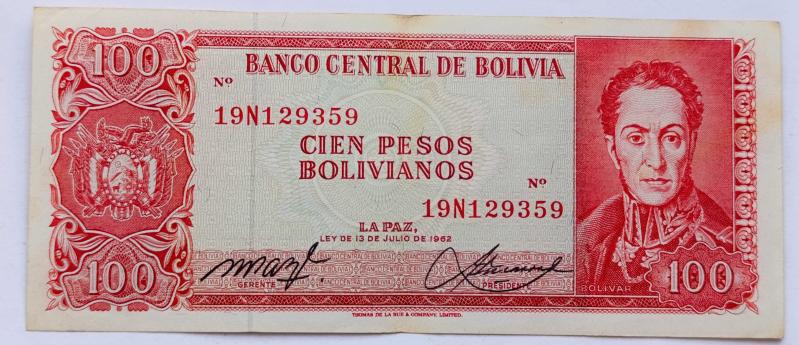 100
BANCO CENTRAL DE BOLIVIA
Nº
19N129359
CIEN PESOS
BOLIVIANOS
Nº
19N129359
LA PAZ,
LEY DE 13 DE JULIO DE 1962
GERENTE
PRESIDENTE
100
BOLIVAR
100
THOMAS DE LA RUE & COMPANY, LIMITED.